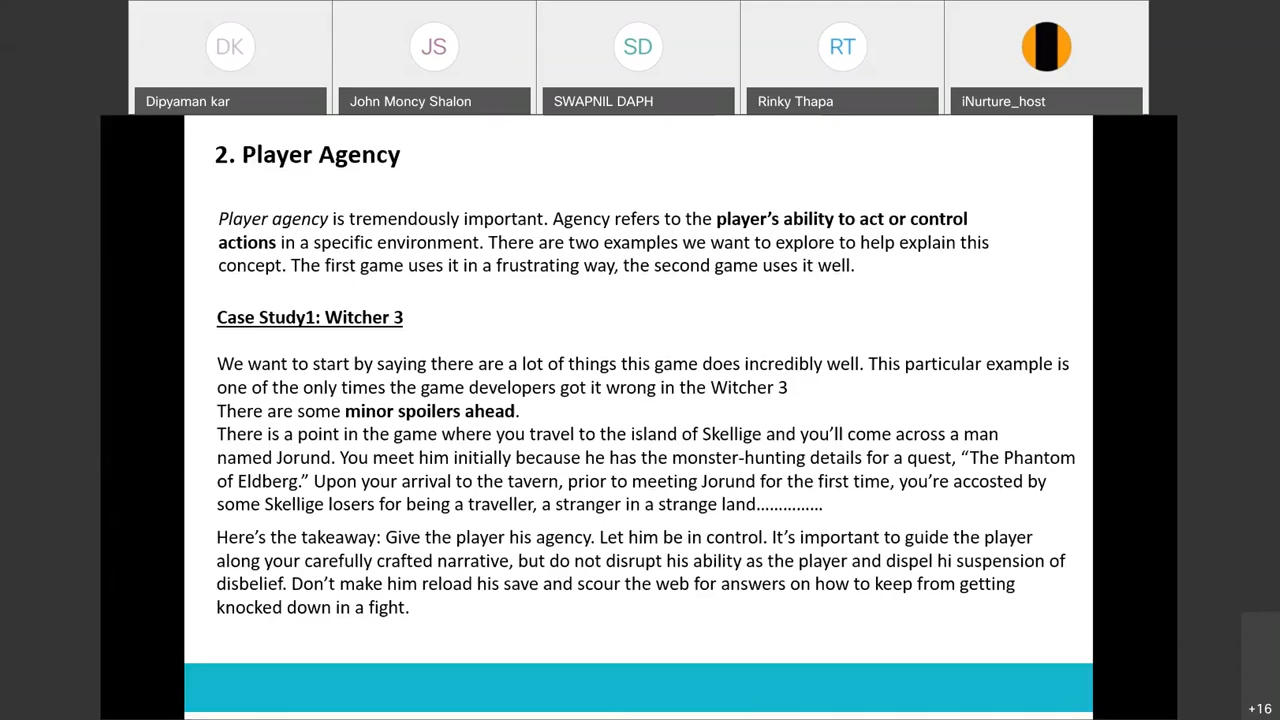 DK
JS
SD
RT
Dipyaman kar
John Moncy Shalon
SWAPNIL DAPH
Rinky Thapa
iNurture_host
2. Player Agency
Player agency is tremendously important. Agency refers to the player’s ability to act or control
actions in a specific environment. There are two examples we want to explore to help explain this
concept. The first game uses it in a frustrating way, the second game uses it well.
Case Study1: Witcher 3
We want to start by saying there are a lot of things this game does incredibly well. This particular example is
one of the only times the game developers got it wrong in the Witcher 3
There are some minor spoilers ahead.
There is a point in the game where you travel to the island of Skellige and you’ll come across a man
named Jorund. You meet him initially because he has the monster-hunting details for a quest, “The Phantom
of Eldberg.” Upon your arrival to the tavern, prior to meeting Jorund for the first time, you’re accosted by
some Skellige losers for being a traveller, a stranger in a strange land……………
Here’s the takeaway: Give the player his agency. Let him be in control. It’s important to guide the player
along your carefully crafted narrative, but do not disrupt his ability as the player and dispel hi suspension of
disbelief. Don’t make him reload his save and scour the web for answers on how to keep from getting
knocked down in a fight.
+16